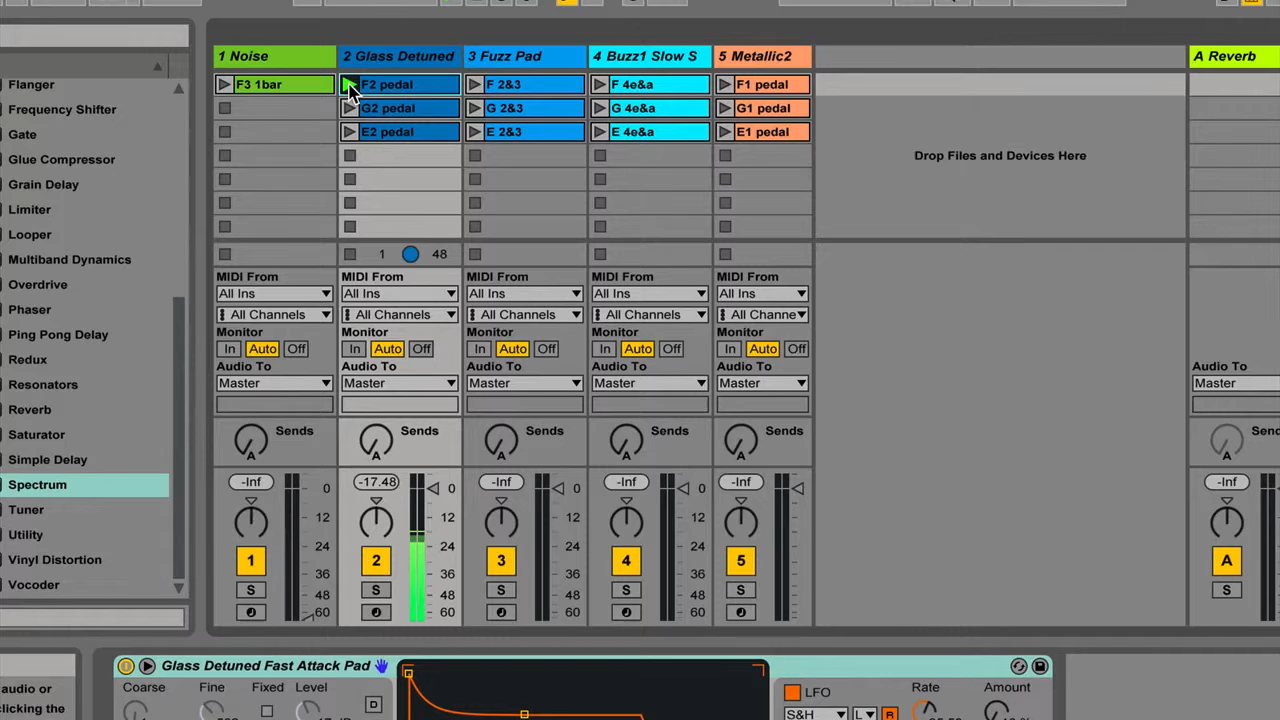 1 Noise
2 Glass Detuned
3 Fuzz Pad
4 Buzz1 Slow S
5 Metallic2
A Reverb
F3 1bar
F2 pedal
F 2&3
F 4e&a
F1 pedal
G2 pedal
G 2&3
G 4e&a
G1 pedal
E2 pedal
E 2&3
E 4e&a
E1 pedal
Drop Files and Devices Here
Flanger
Frequency Shifter
Gate
Glue Compressor
Grain Delay
Limiter
Looper
Multiband Dynamics
Overdrive
Phaser
Ping Pong Delay
Redux
Resonators
Reverb
Saturator
Simple Delay
Spectrum
Tuner
Utility
Vinyl Distortion
Vocoder
1 48
MIDI From MIDI From MIDI From MIDI From MIDI From
All Ins All Ins All Ins All Ins All Ins
All Channels All Channels All Channels All Channels All Channe
Monitor Monitor Monitor Monitor Monitor
In Auto Off In Auto Off In Auto Off In Auto Off In Auto Off
Audio To Audio To Audio To Audio To Audio To Audio To
Master Master Master Master Master Master
Sends Sends Sends Sends Sends Send
A A A A A A
-Inf -17.48 -Inf -Inf -Inf -Inf
0 0 0 0 0
12 12 12 12 12
24 24 24 24 24
1 2 3 4 5 A
36 36 36 36 36
S S S S S S
48 48 48 48 48
60 60 60 60 60
Glass Detuned Fast Attack Pad
audio or
clicking the
Coarse Fine Fixed Level
D
LFO Rate Amount
S&H L R